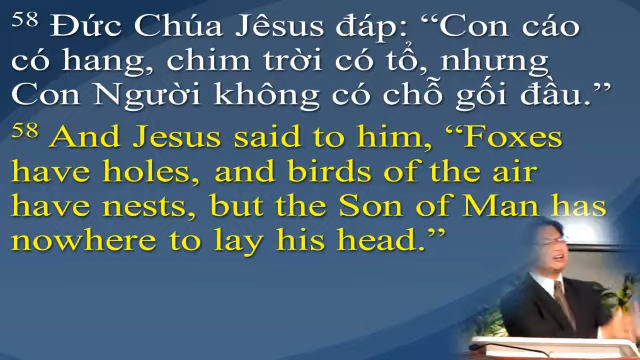 58 Đức Chúa Jêsus đáp: “Con cáo
có hang, chim trời có tổ, nhưng
Con Người không có chỗ gối đầu.”
58 And Jesus said to him, “Foxes
have holes, and birds of the air
have nests, but the Son of Man has
nowhere to lay his head.”